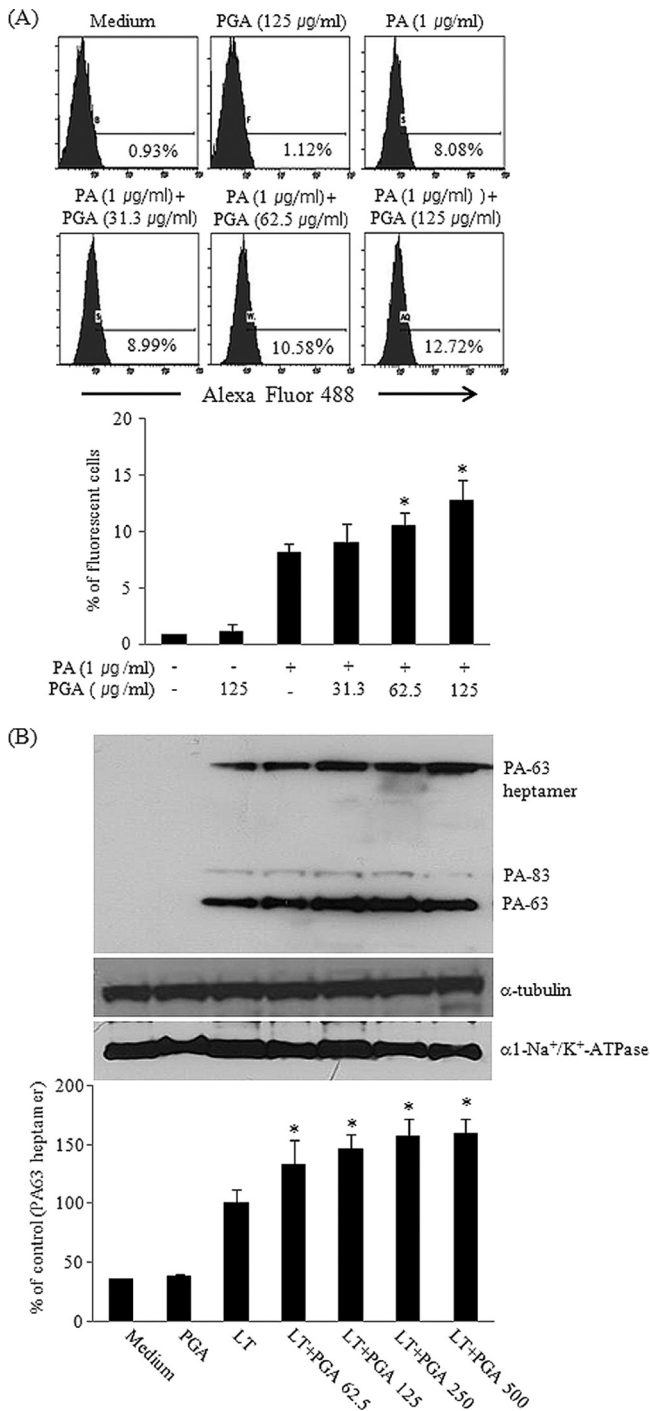 (A)
Medium PGA (125 μg/ml) PA (1 μg/ml)
B F S
0.93% 1.12% 8.08%
PA (1 μg/ml)+ PA (1 μg/ml)+ PA (1 μg/ml) )+
PGA (31.3 μg/ml) PGA (62.5 μg/ml) PGA (125 μg/ml)
S W. AQ
8.99% 10.58% 12.72%
Alexa Fluor 488
20
15
10
5
0
% of fluorescent cells
* *
PA (1 μg/ml) - - + + + +
PGA ( μg/ml) - 125 - 31.3 62.5 125
(B)
PA-63
heptamer
PA-83
PA-63
α-tubulin
α1-Na⁺/K⁺-ATPase
200
150
100
50
0
% of control (PA63 heptamer)
* * * *
Medium
PGA
LT
LT+PGA 62.5
LT+PGA 125
LT+PGA 250
LT+PGA 500